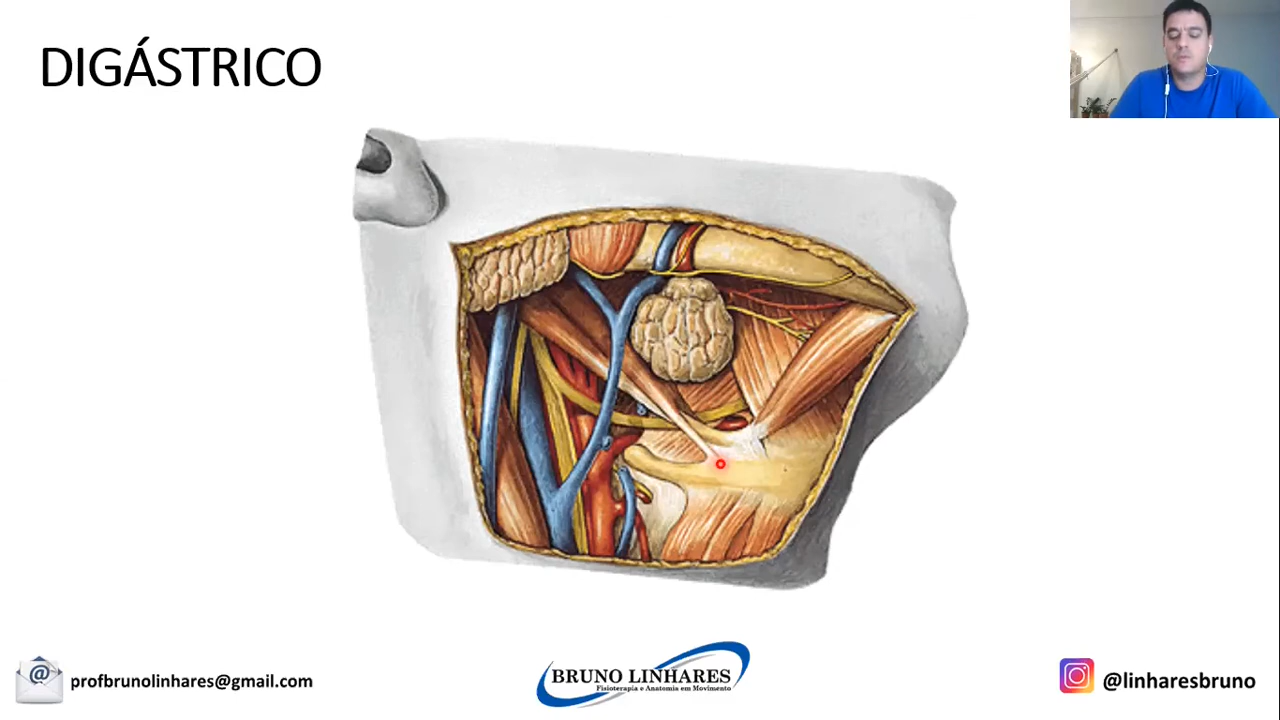 DIGÁSTRICO
@
profbrunolinhares@gmail.com
BRUNO LINHARES
Fisioterapia e Anatomia em Movimento
@linharesbruno